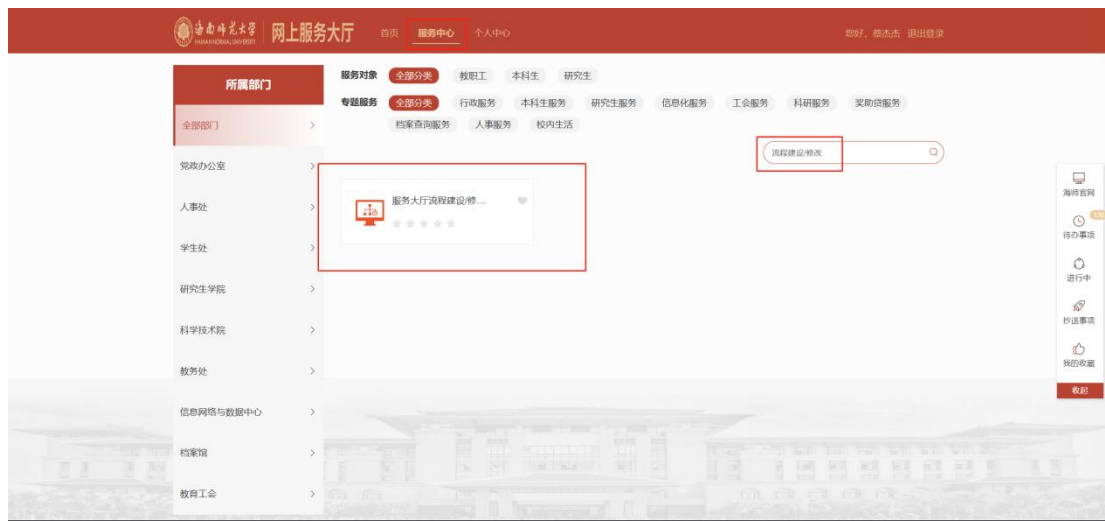 海南师范大学 网上服务大厅 首页 服务中心 个人中心 您好，蔡杰杰 退出登录
HAINAN NORMAL UNIVERSITY
所属部门
全部部门
党政办公室
人事处
学生处
研究生学院
科学技术院
教务处
信息网络与数据中心
档案馆
教育工会
服务对象 全部分类 教职工 本科生 研究生
专题服务 全部分类 行政服务 本科生服务 研究生服务 信息化服务 工会服务 科研服务 奖助贷服务
档案查询服务 人事服务 校内生活
流程建设/修改
服务大厅流程建设/修...
海师官网
待办事项
进行中
抄送事项
我的收藏
收起